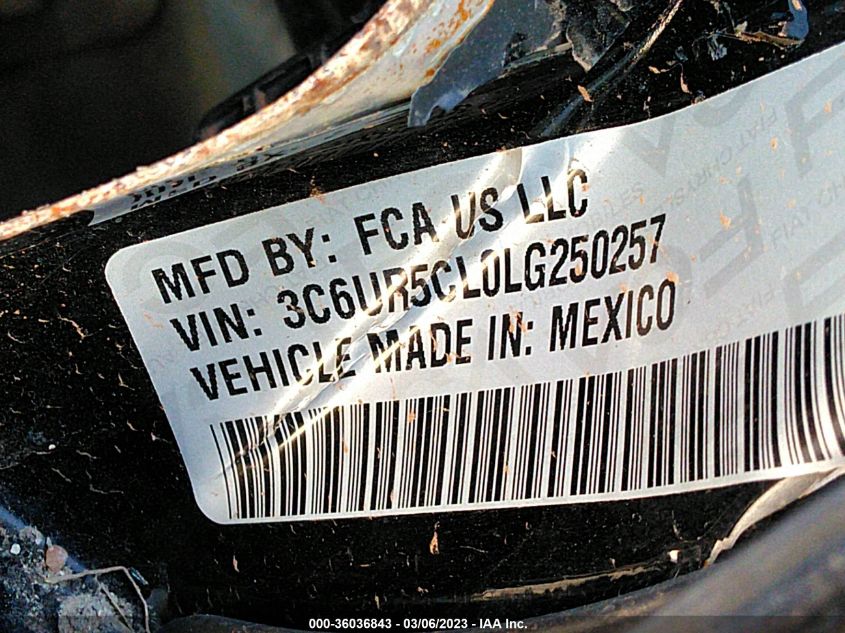 MFD BY: FCA US LLC
VIN: 3C6UR5CL0LG250257
VEHICLE MADE IN: MEXICO
000-36036843 - 03/06/2023 - IAA Inc.